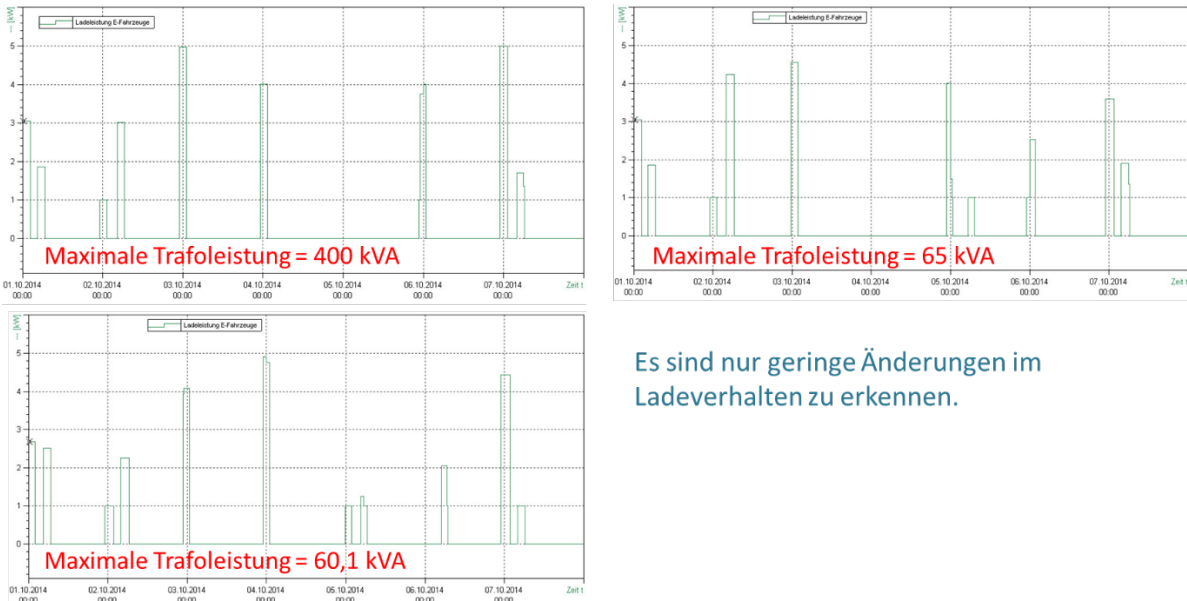 --- [kW]
Ladeleistung E-Fahrzeuge
5
4
3
2
1
0
Maximale Trafoleistung = 400 kVA
01.10.2014 02.10.2014 03.10.2014 04.10.2014 05.10.2014 06.10.2014 07.10.2014 Zeit t
00:00 00:00 00:00 00:00 00:00 00:00 00:00
--- [kW]
Ladeleistung E-Fahrzeuge
5
4
3
2
1
0
Maximale Trafoleistung = 65 kVA
01.10.2014 02.10.2014 03.10.2014 04.10.2014 05.10.2014 06.10.2014 07.10.2014 Zeit t
00:00 00:00 00:00 00:00 00:00 00:00 00:00
--- [kW]
Ladeleistung E-Fahrzeuge
5
4
3
2
1
0
Maximale Trafoleistung = 60,1 kVA
01.10.2014 02.10.2014 03.10.2014 04.10.2014 05.10.2014 06.10.2014 07.10.2014 Zeit t
00:00 00:00 00:00 00:00 00:00 00:00 00:00
Es sind nur geringe Änderungen im
Ladeverhalten zu erkennen.